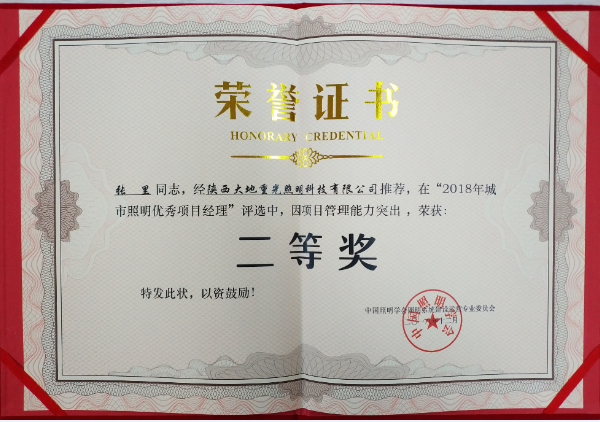 荣誉证书
HONORARY CREDENTIAL
张 里 同志，经陕西大地重光照明科技有限公司推荐，在“2018年城
市照明优秀项目经理”评选中，因项目管理能力突出，荣获：
二等奖
特发此状，以资鼓励！
中国照明学会